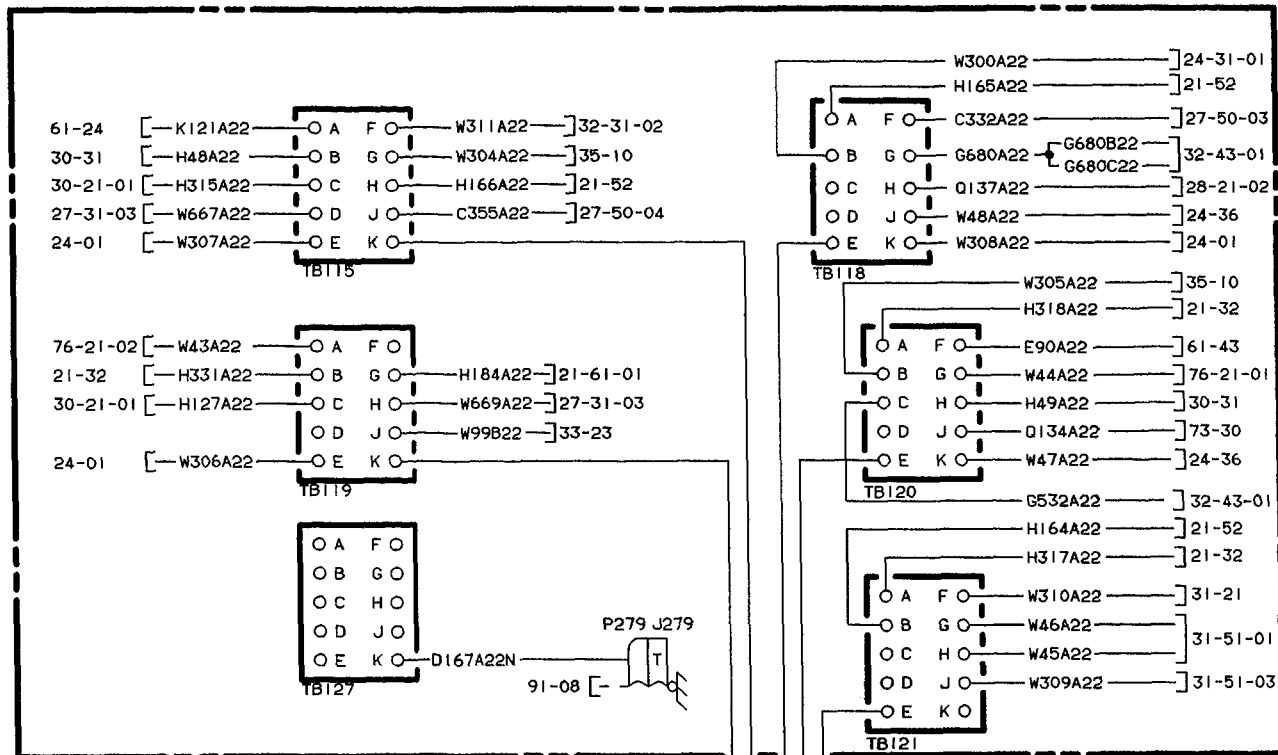 61-24 K121A22 A F W311A22 32-31-02
30-31 H48A22 B G W304A22 35-10
30-21-01 H315A22 C H H166A22 21-52
27-31-03 W667A22 D J C355A22 27-50-04
24-01 W307A22 E K
TB115
76-21-02 W43A22 A F
21-32 H331A22 B G H184A22 21-61-01
30-21-01 H127A22 C H W669A22 27-31-03
D J W99B22 33-23
24-01 W306A22 E K
TB119
A F
B G
C H
D J
E K D167A22N
TB127
P279 J279
T
91-08
W300A22 24-31-01
H165A22 21-52
A F C332A22 27-50-03
B G G680A22 G680B22 32-43-01
G680C22
C H Q137A22 28-21-02
D J W48A22 24-36
E K W308A22 24-01
TB118
W305A22 35-10
H318A22 21-32
A F E90A22 61-43
B G W44A22 76-21-01
C H H49A22 30-31
D J Q134A22 73-30
E K W47A22 24-36
TB120
G532A22 32-43-01
H164A22 21-52
H317A22 21-32
A F W310A22 31-21
B G W46A22 31-51-01
C H W45A22
D J W309A22 31-51-03
E K
TB121